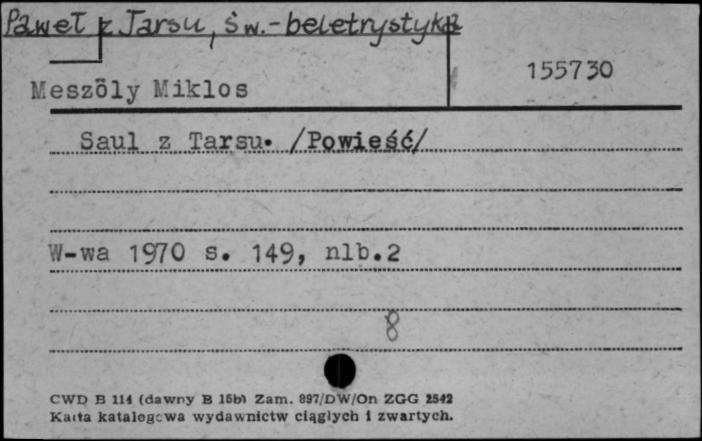 Paweł z Tarsu, św.-beletrystyka
155730
Meszöly Miklos
Saul z Tarsu. /Powieść/
W-wa 1970 s. 149, nlb.2
8
CWD B 114 (dawny B 15b) Zam. 897/DW/On ZGG 2542
Karta katalogowa wydawnictw ciągłych i zwartych.